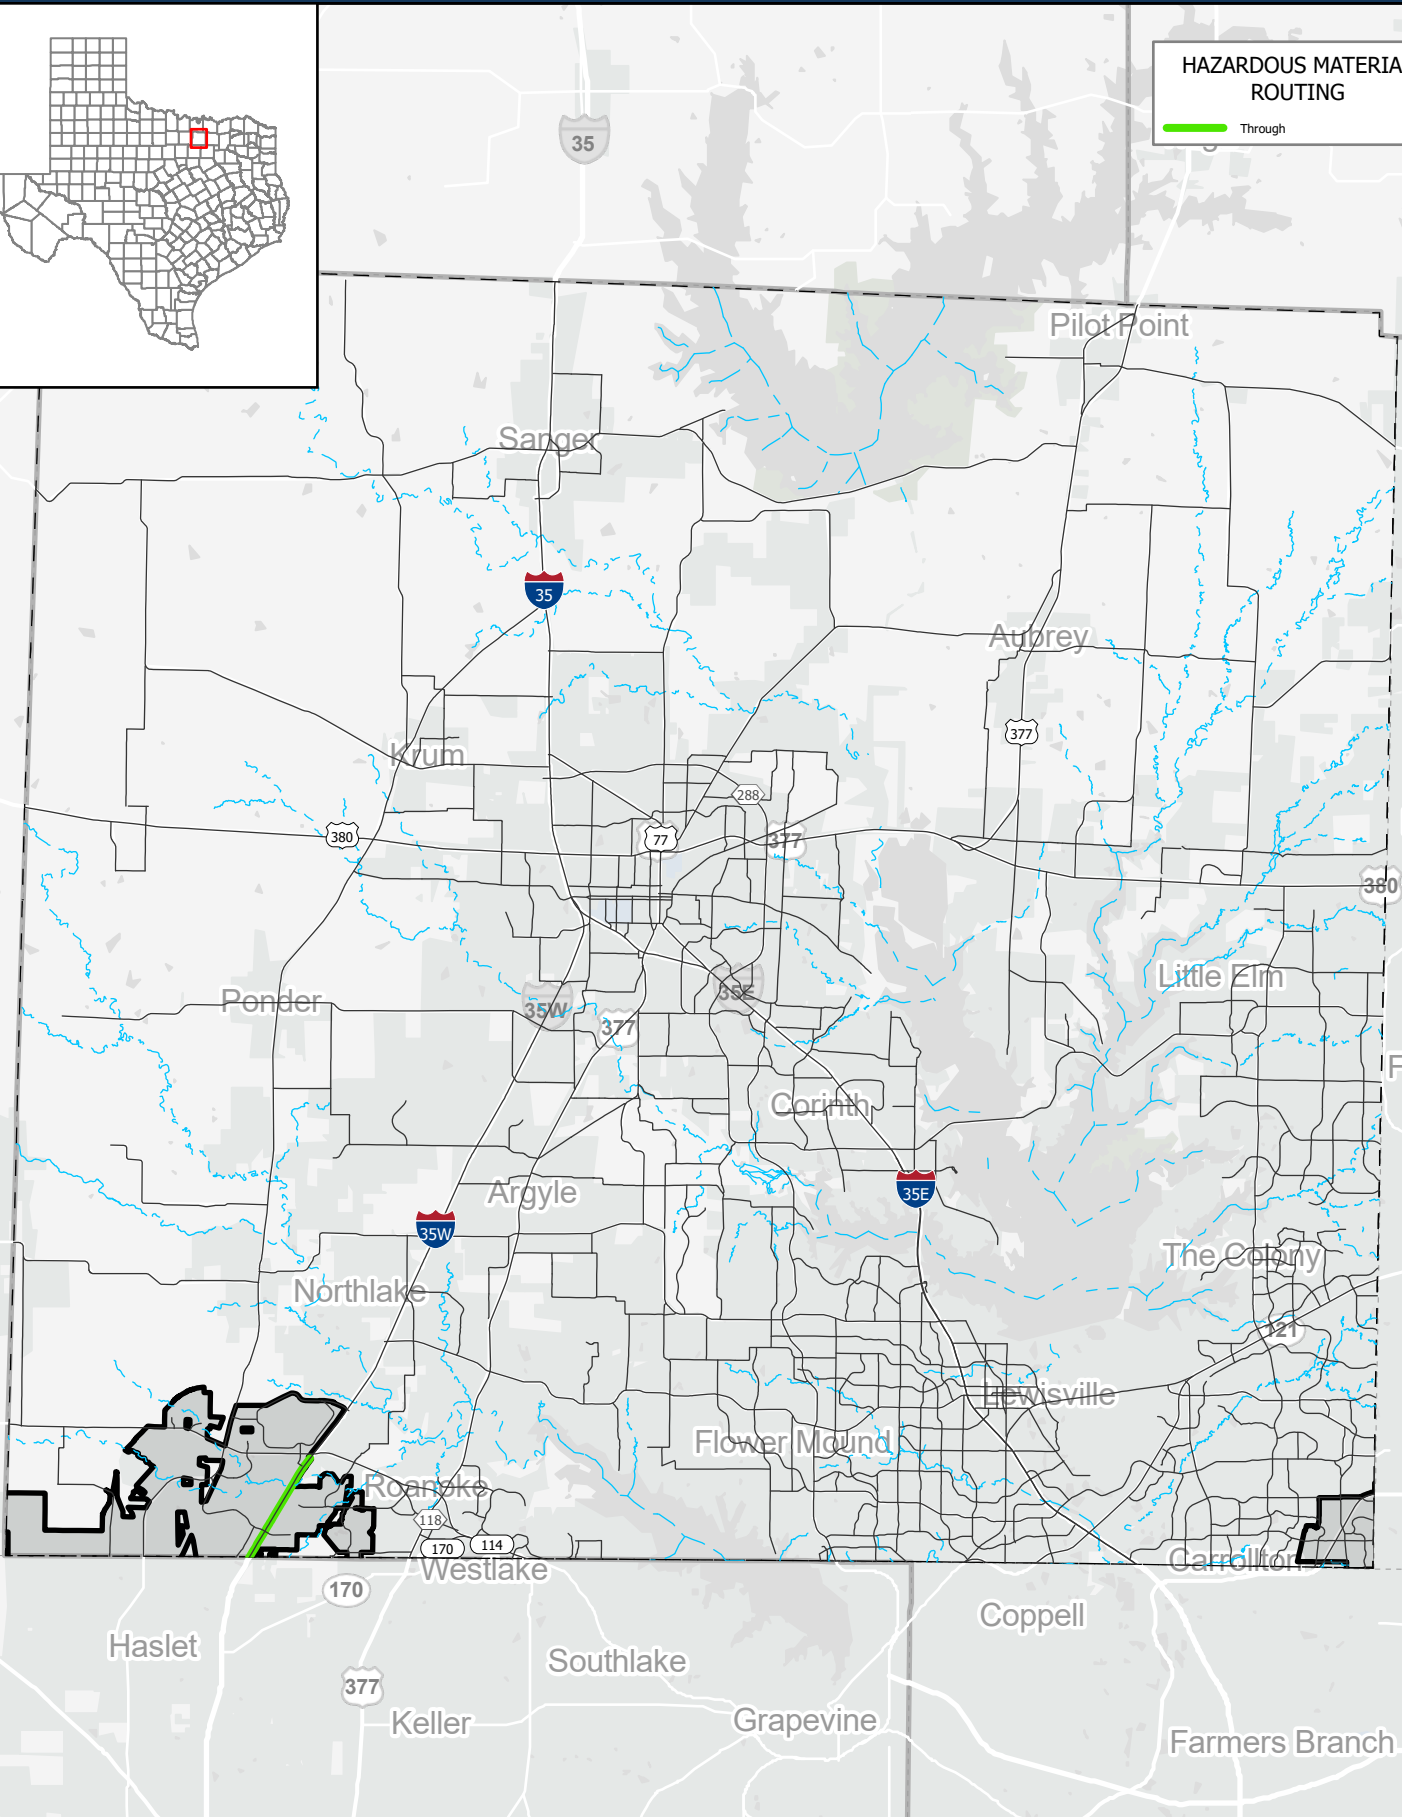 HAZARDOUS MATERIA
ROUTING
Through
35
Pilot Point
Sanger
35
Aubrey
377
Krum
288
380
77
377
380
Little Elm
35E
Ponder
35W
377
Corinth
35E
Argyle
35W
The Colony
Northlake
121
Lewisville
Flower Mound
Roanoke
118
170
114
Carrollton
Westlake
170
Coppell
Haslet
Southlake
377
Keller
Grapevine
Farmers Branch